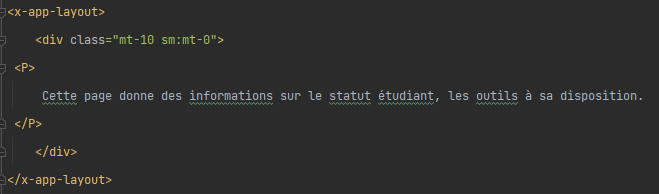 <x-app-layout>
<div class="mt-10 sm:mt-0">
<P>
Cette page donne des informations sur le statut étudiant, les outils à sa disposition.
</P>
</div>
</x-app-layout>